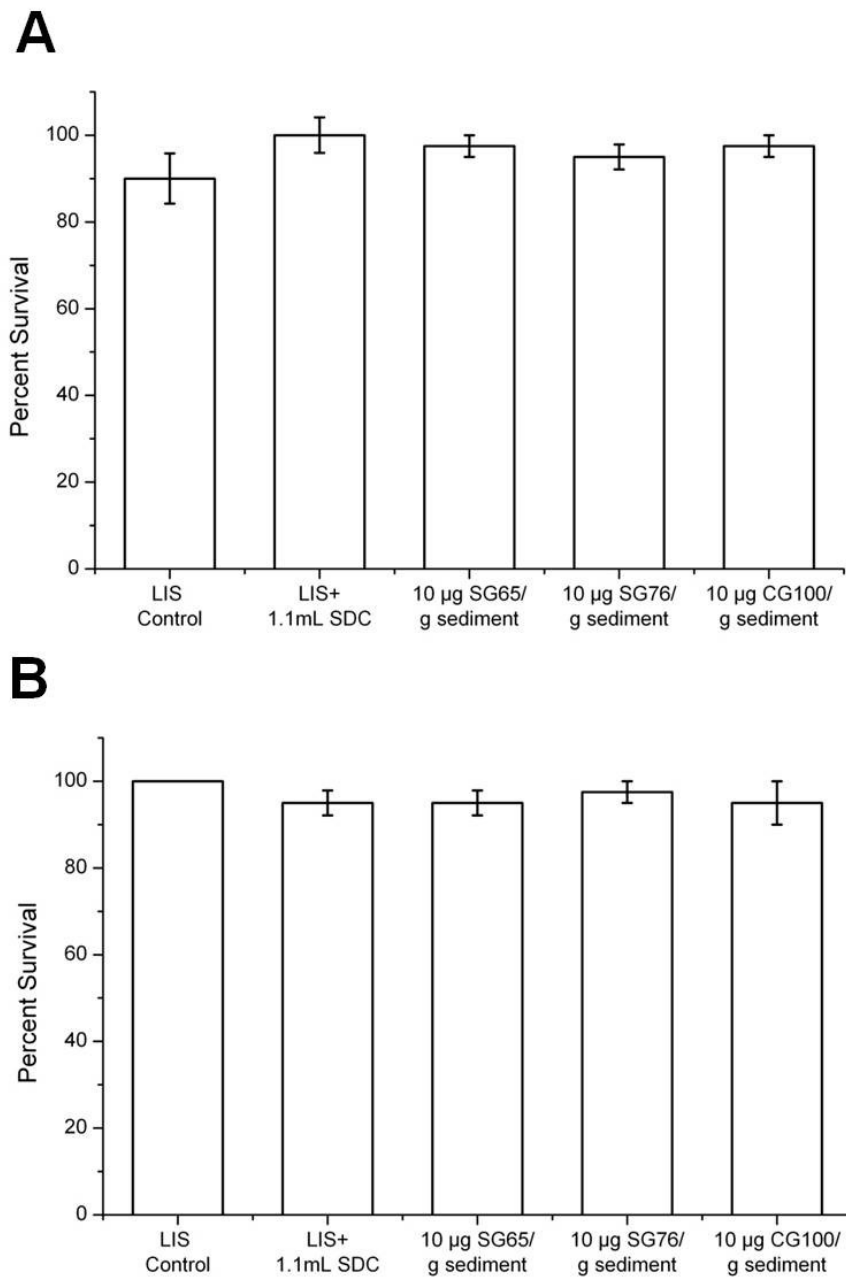 A
100
80
60
40
20
0
Percent Survival
LIS
Control
LIS+
1.1mL SDC
10 µg SG65/
g sediment
10 µg SG76/
g sediment
10 µg CG100/
g sediment
B
100
80
60
40
20
0
Percent Survival
LIS
Control
LIS+
1.1mL SDC
10 µg SG65/
g sediment
10 µg SG76/
g sediment
10 µg CG100/
g sediment